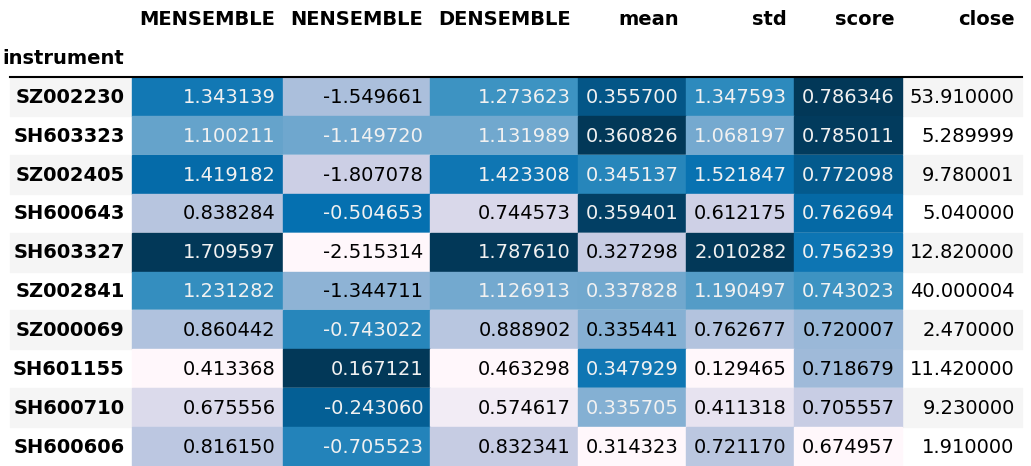 MENSEMBLE NENSEMBLE DENSEMBLE mean std score close
instrument
SZ002230 1.343139 -1.549661 1.273623 0.355700 1.347593 0.786346 53.910000
SH603323 1.100211 -1.149720 1.131989 0.360826 1.068197 0.785011 5.289999
SZ002405 1.419182 -1.807078 1.423308 0.345137 1.521847 0.772098 9.780001
SH600643 0.838284 -0.504653 0.744573 0.359401 0.612175 0.762694 5.040000
SH603327 1.709597 -2.515314 1.787610 0.327298 2.010282 0.756239 12.820000
SZ002841 1.231282 -1.344711 1.126913 0.337828 1.190497 0.743023 40.000004
SZ000069 0.860442 -0.743022 0.888902 0.335441 0.762677 0.720007 2.470000
SH601155 0.413368 0.167121 0.463298 0.347929 0.129465 0.718679 11.420000
SH600710 0.675556 -0.243060 0.574617 0.335705 0.411318 0.705557 9.230000
SH600606 0.816150 -0.705523 0.832341 0.314323 0.721170 0.674957 1.910000